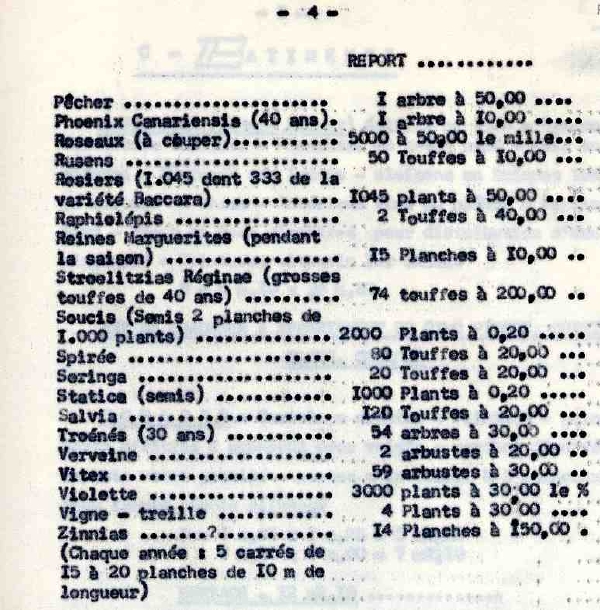 - 4 -
REPORT ............
Pêcher ..................... I arbre à 50,00 ....
Phoenix Canariensis (40 ans). I arbre à I0,00 ....
Roseaux (à couper)........... 5000 à 50,00 le mille...
Rusens ...................... 50 Touffes à I0,00 ...
Rosiers (I.045 dont 333 de la
variété Baccara) ............ I045 plants à 50,00 ....
Raphiolépis ................. 2 Touffes à 40,00 ...
Reines Marguerites (pendant
la saison) .................. I5 Planches à I0,00 ..
Stroelitzias Réginae (grosses
touffes de 40 ans) .......... 74 touffes à 200,00 ..
Soucis (Semis 2 planches de
I.000 plants) ............... 2000 Plants à 0,20 .....
Spirée ...................... 80 Touffes à 20,00 ...
Seringa ..................... 20 Touffes à 20,00 ...
Statice (semis) ............. I000 Plants à 0,20 .....
Salvia ...................... I20 Touffes à 20,00 ...
Troénés (30 ans) ............ 54 arbres à 30,00 ....
Verveine .................... 2 arbustes à 20,00 ..
Vitex ....................... 59 arbustes à 30,00 ..
Violette .................... 3000 plants à 30,00 le %
Vigne - treille ............. 4 Plants à 30,00 ....
Zinnias .......?............. I4 Planches à I50,00 .
(Chaque année : 5 carrés de
I5 à 20 planches de I0 m de
longueur)